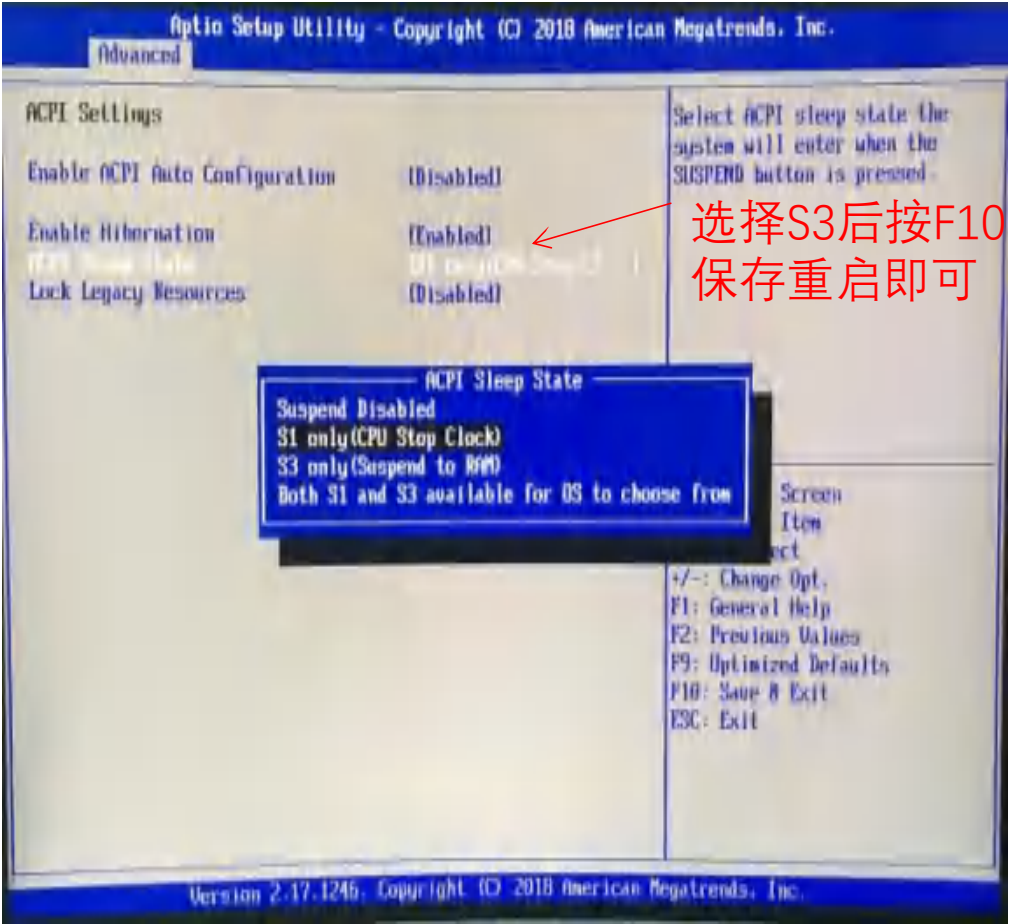 Aptio Setup Utility - Copyright (C) 2018 American Megatrends, Inc.
Advanced
ACPI Settings
Enable ACPI Auto Configuration [Disabled]
Enable Hibernation [Enabled]
Lock Legacy Resources [Disabled]
Select ACPI sleep state the
system will enter when the
SUSPEND button is pressed.
选择S3后按F10
保存重启即可
ACPI Sleep State
Suspend Disabled
S1 only(CPU Stop Clock)
S3 only(Suspend to RAM)
Both S1 and S3 available for OS to choose from
Screen
Item
ect
+/-: Change Opt.
F1: General Help
F2: Previous Values
F9: Optimized Defaults
F10: Save & Exit
ESC: Exit
Version 2.17.1246. Copyright (C) 2018 American Megatrends, Inc.